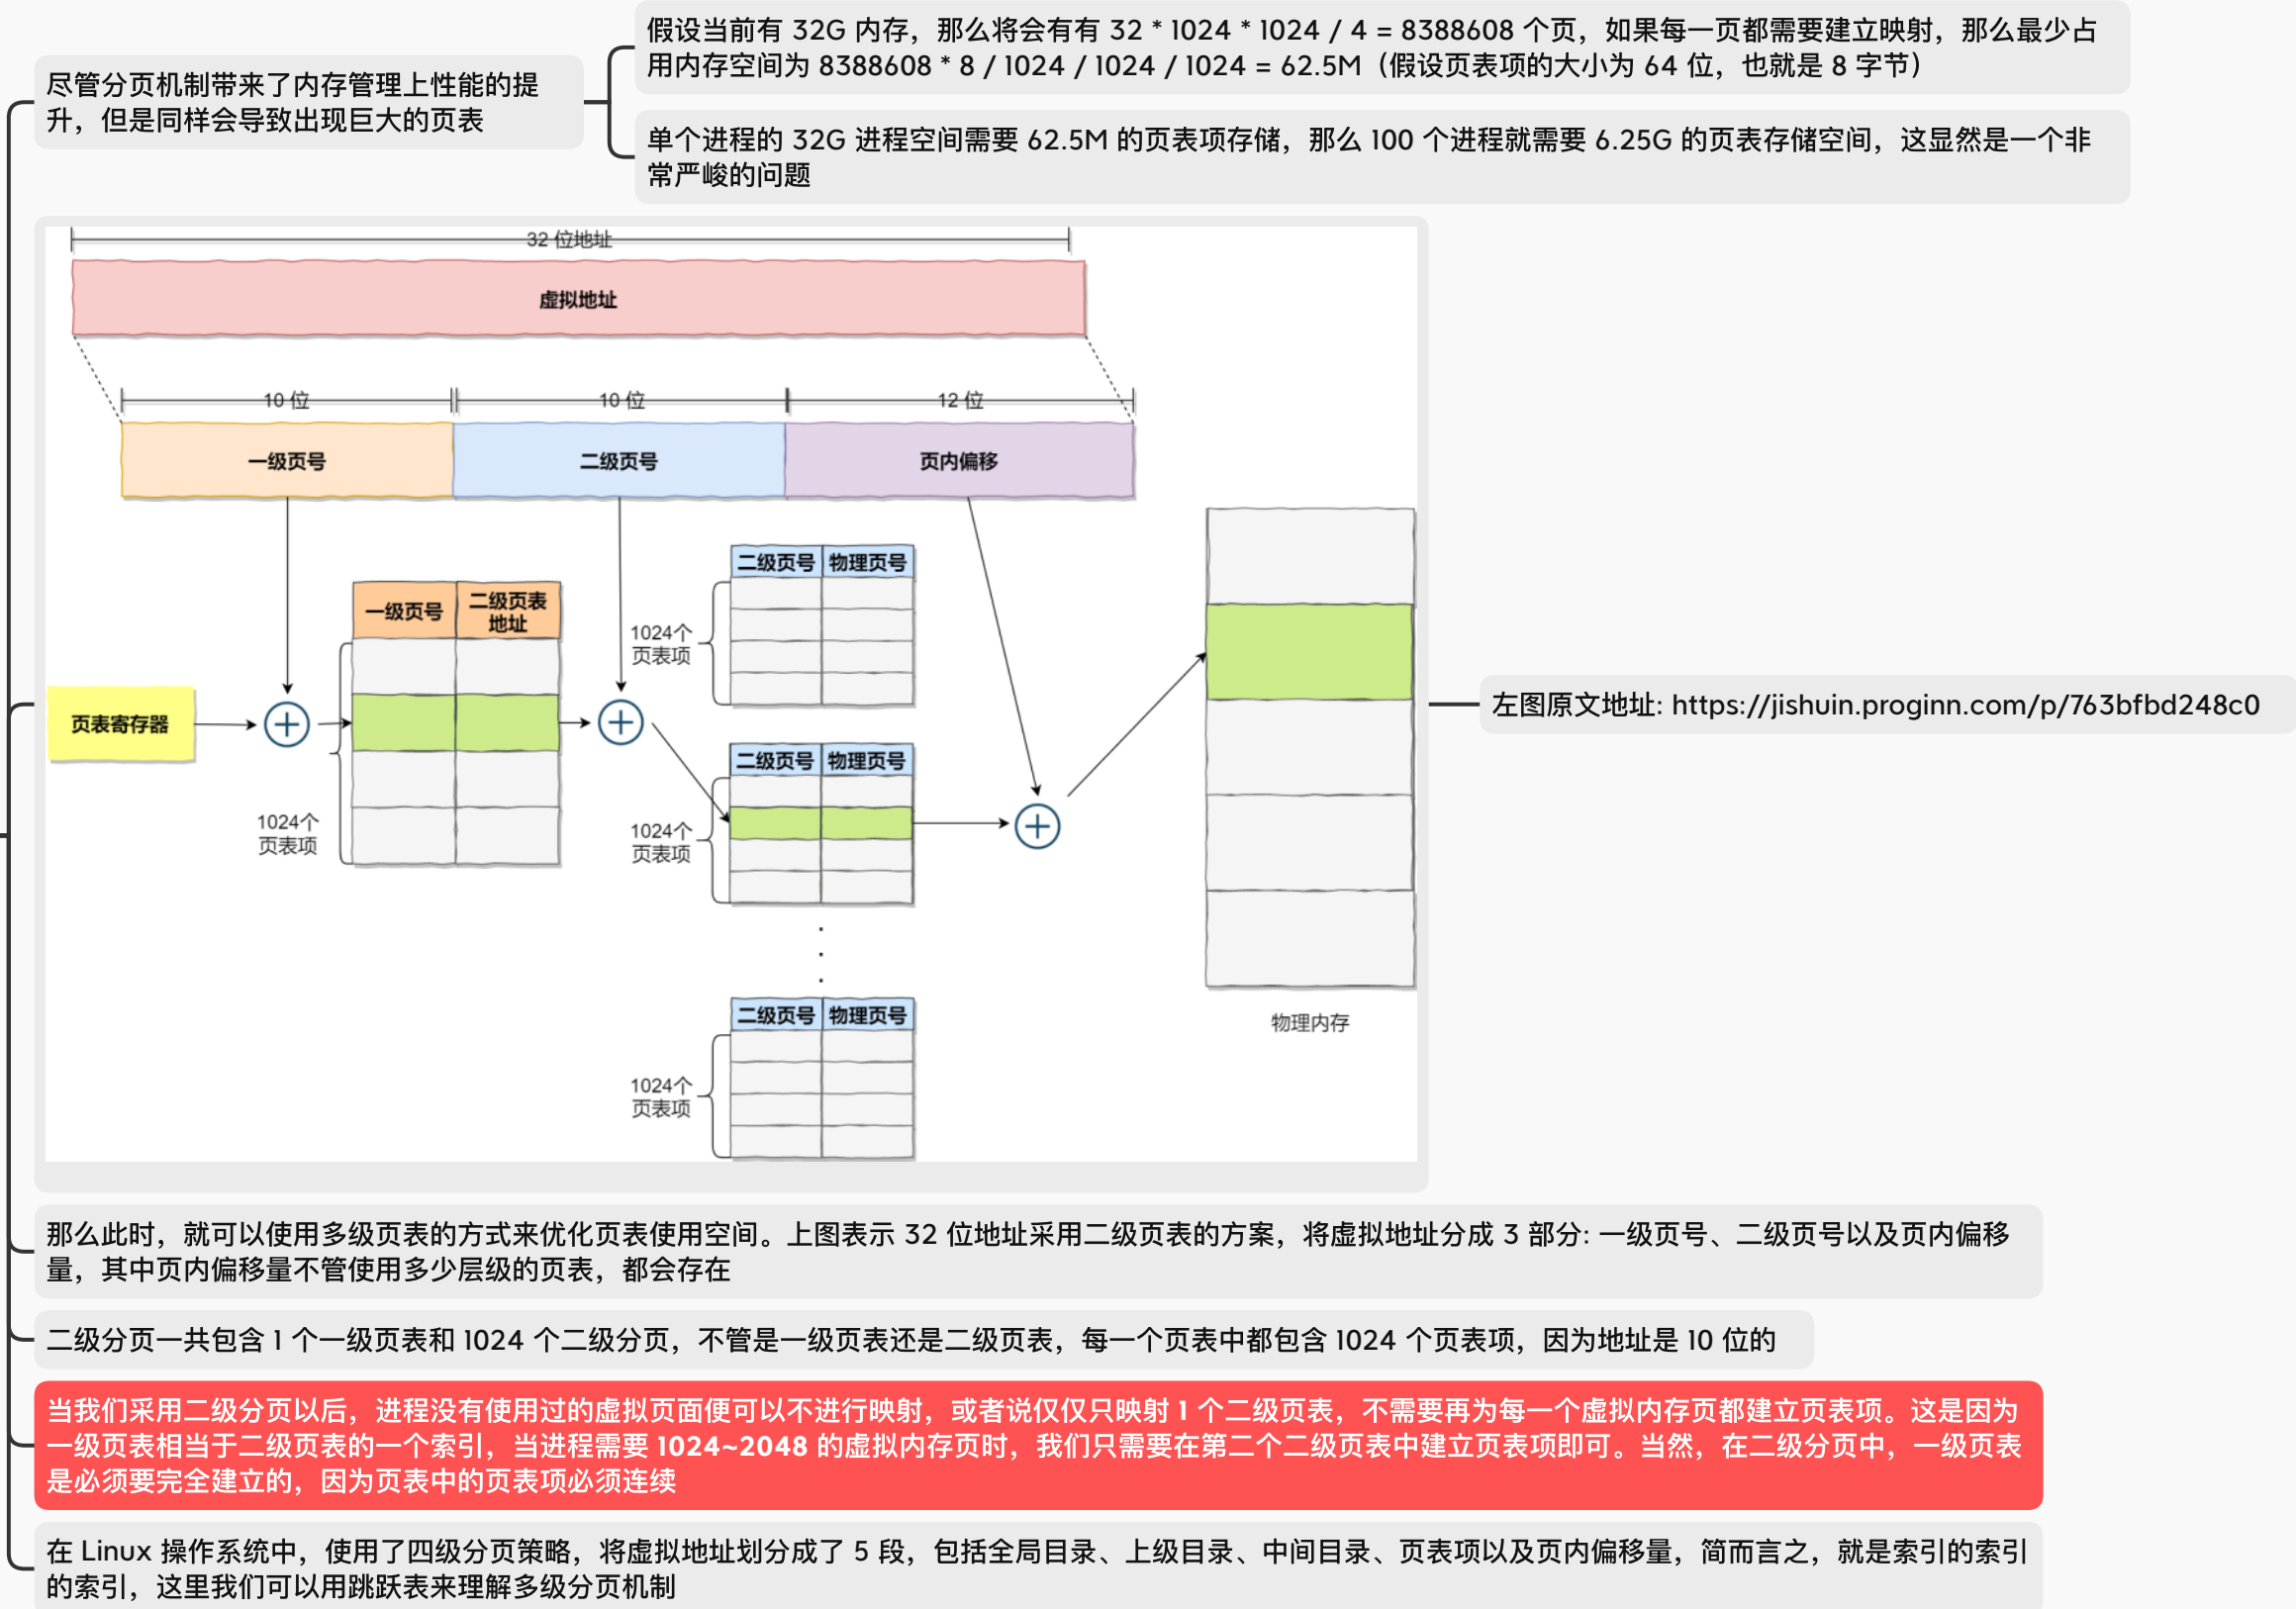 尽管分页机制带来了内存管理上性能的提
升，但是同样会导致出现巨大的页表
假设当前有 32G 内存，那么将会有有 32 * 1024 * 1024 / 4 = 8388608 个页，如果每一页都需要建立映射，那么最少占
用内存空间为 8388608 * 8 / 1024 / 1024 / 1024 = 62.5M（假设页表项的大小为 64 位，也就是 8 字节）
单个进程的 32G 进程空间需要 62.5M 的页表项存储，那么 100 个进程就需要 6.25G 的页表存储空间，这显然是一个非
常严峻的问题
32 位地址
虚拟地址
10 位
10 位
12 位
一级页号
二级页号
页内偏移
页表寄存器
一级页号
二级页表
地址
1024个
页表项
二级页号
物理页号
1024个
页表项
二级页号
物理页号
1024个
页表项
二级页号
物理页号
1024个
页表项
物理内存
左图原文地址: https://jishuin.proginn.com/p/763bfbd248c0
那么此时，就可以使用多级页表的方式来优化页表使用空间。上图表示 32 位地址采用二级页表的方案，将虚拟地址分成 3 部分: 一级页号、二级页号以及页内偏移
量，其中页内偏移量不管使用多少层级的页表，都会存在
二级分页一共包含 1 个一级页表和 1024 个二级分页，不管是一级页表还是二级页表，每一个页表中都包含 1024 个页表项，因为地址是 10 位的
当我们采用二级分页以后，进程没有使用过的虚拟页面便可以不进行映射，或者说仅仅只映射 1 个二级页表，不需要再为每一个虚拟内存页都建立页表项。这是因为
一级页表相当于二级页表的一个索引，当进程需要 1024~2048 的虚拟内存页时，我们只需要在第二个二级页表中建立页表项即可。当然，在二级分页中，一级页表
是必须要完全建立的，因为页表中的页表项必须连续
在 Linux 操作系统中，使用了四级分页策略，将虚拟地址划分成了 5 段，包括全局目录、上级目录、中间目录、页表项以及页内偏移量，简而言之，就是索引的索引
的索引，这里我们可以用跳跃表来理解多级分页机制